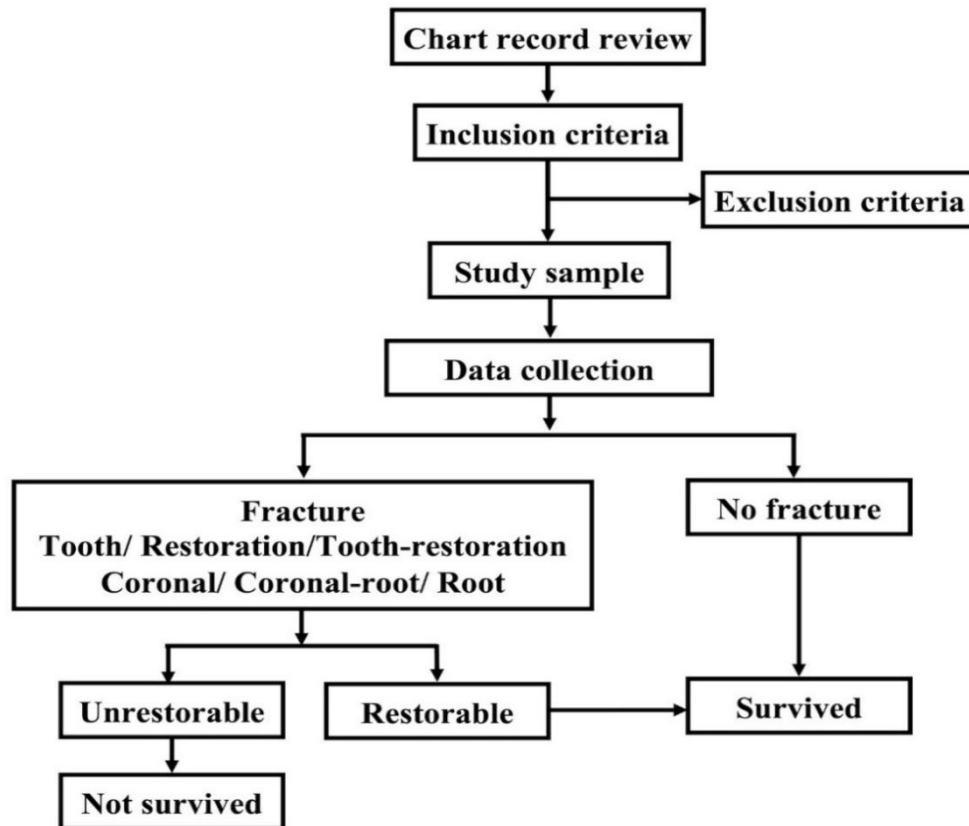 Chart record review
Inclusion criteria
Exclusion criteria
Study sample
Data collection
Fracture
Tooth/ Restoration/Tooth-restoration
Coronal/ Coronal-root/ Root
No fracture
Unrestorable
Restorable
Survived
Not survived